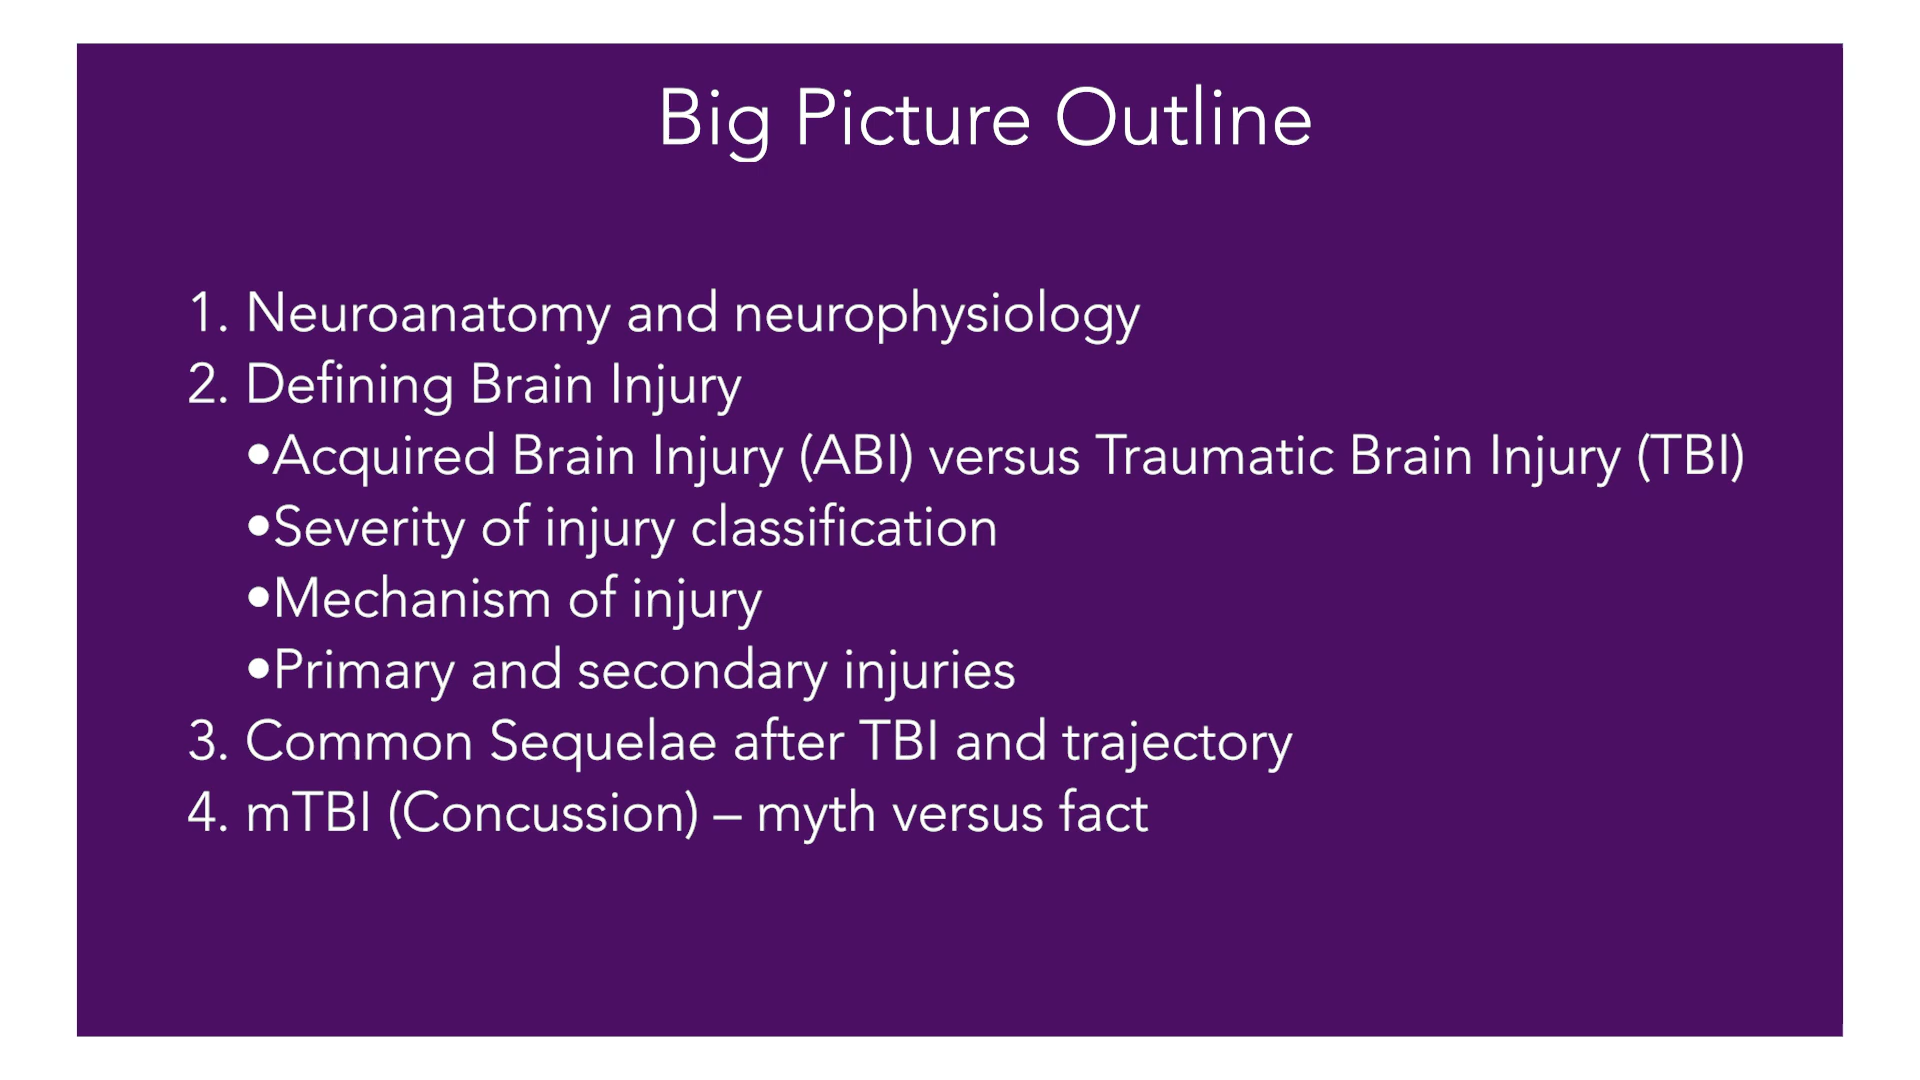 Big Picture Outline
1. Neuroanatomy and neurophysiology
2. Defining Brain Injury
•Acquired Brain Injury (ABI) versus Traumatic Brain Injury (TBI)
•Severity of injury classification
•Mechanism of injury
•Primary and secondary injuries
3. Common Sequelae after TBI and trajectory
4. mTBI (Concussion) – myth versus fact